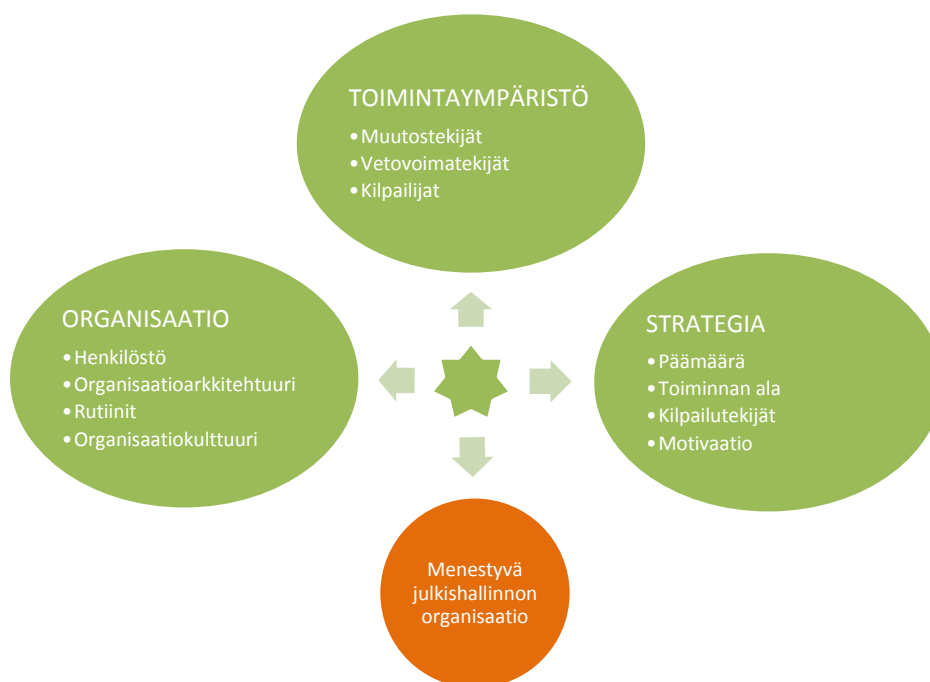 TOIMINTAYMPÄRISTÖ
•Muutostekijät
•Vetovoimatekijät
•Kilpailijat
ORGANISAATIO
•Henkilöstö
•Organisaatioarkkitehtuuri
•Rutiinit
•Organisaatiokulttuuri
STRATEGIA
•Päämäärä
•Toiminnan ala
•Kilpailutekijät
•Motivaatio
Menestyvä
julkishallinnon
organisaatio